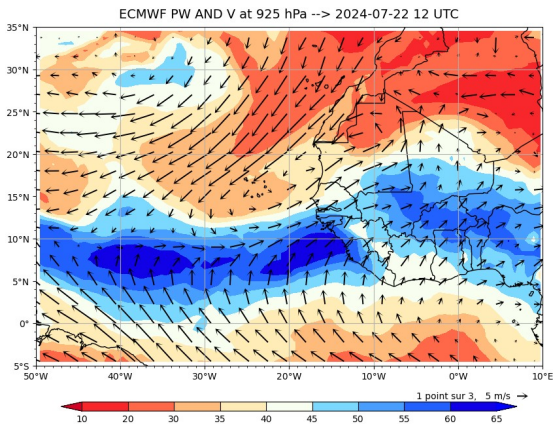 ECMWF PW AND V at 925 hPa --> 2024-07-22 12 UTC
35°N
30°N
25°N
20°N
15°N
10°N
5°N
0°
5°S
50°W 40°W 30°W 20°W 10°W 0°W 10°E
1 point sur 3, 5 m/s
10 20 30 35 40 45 50 55 60 65